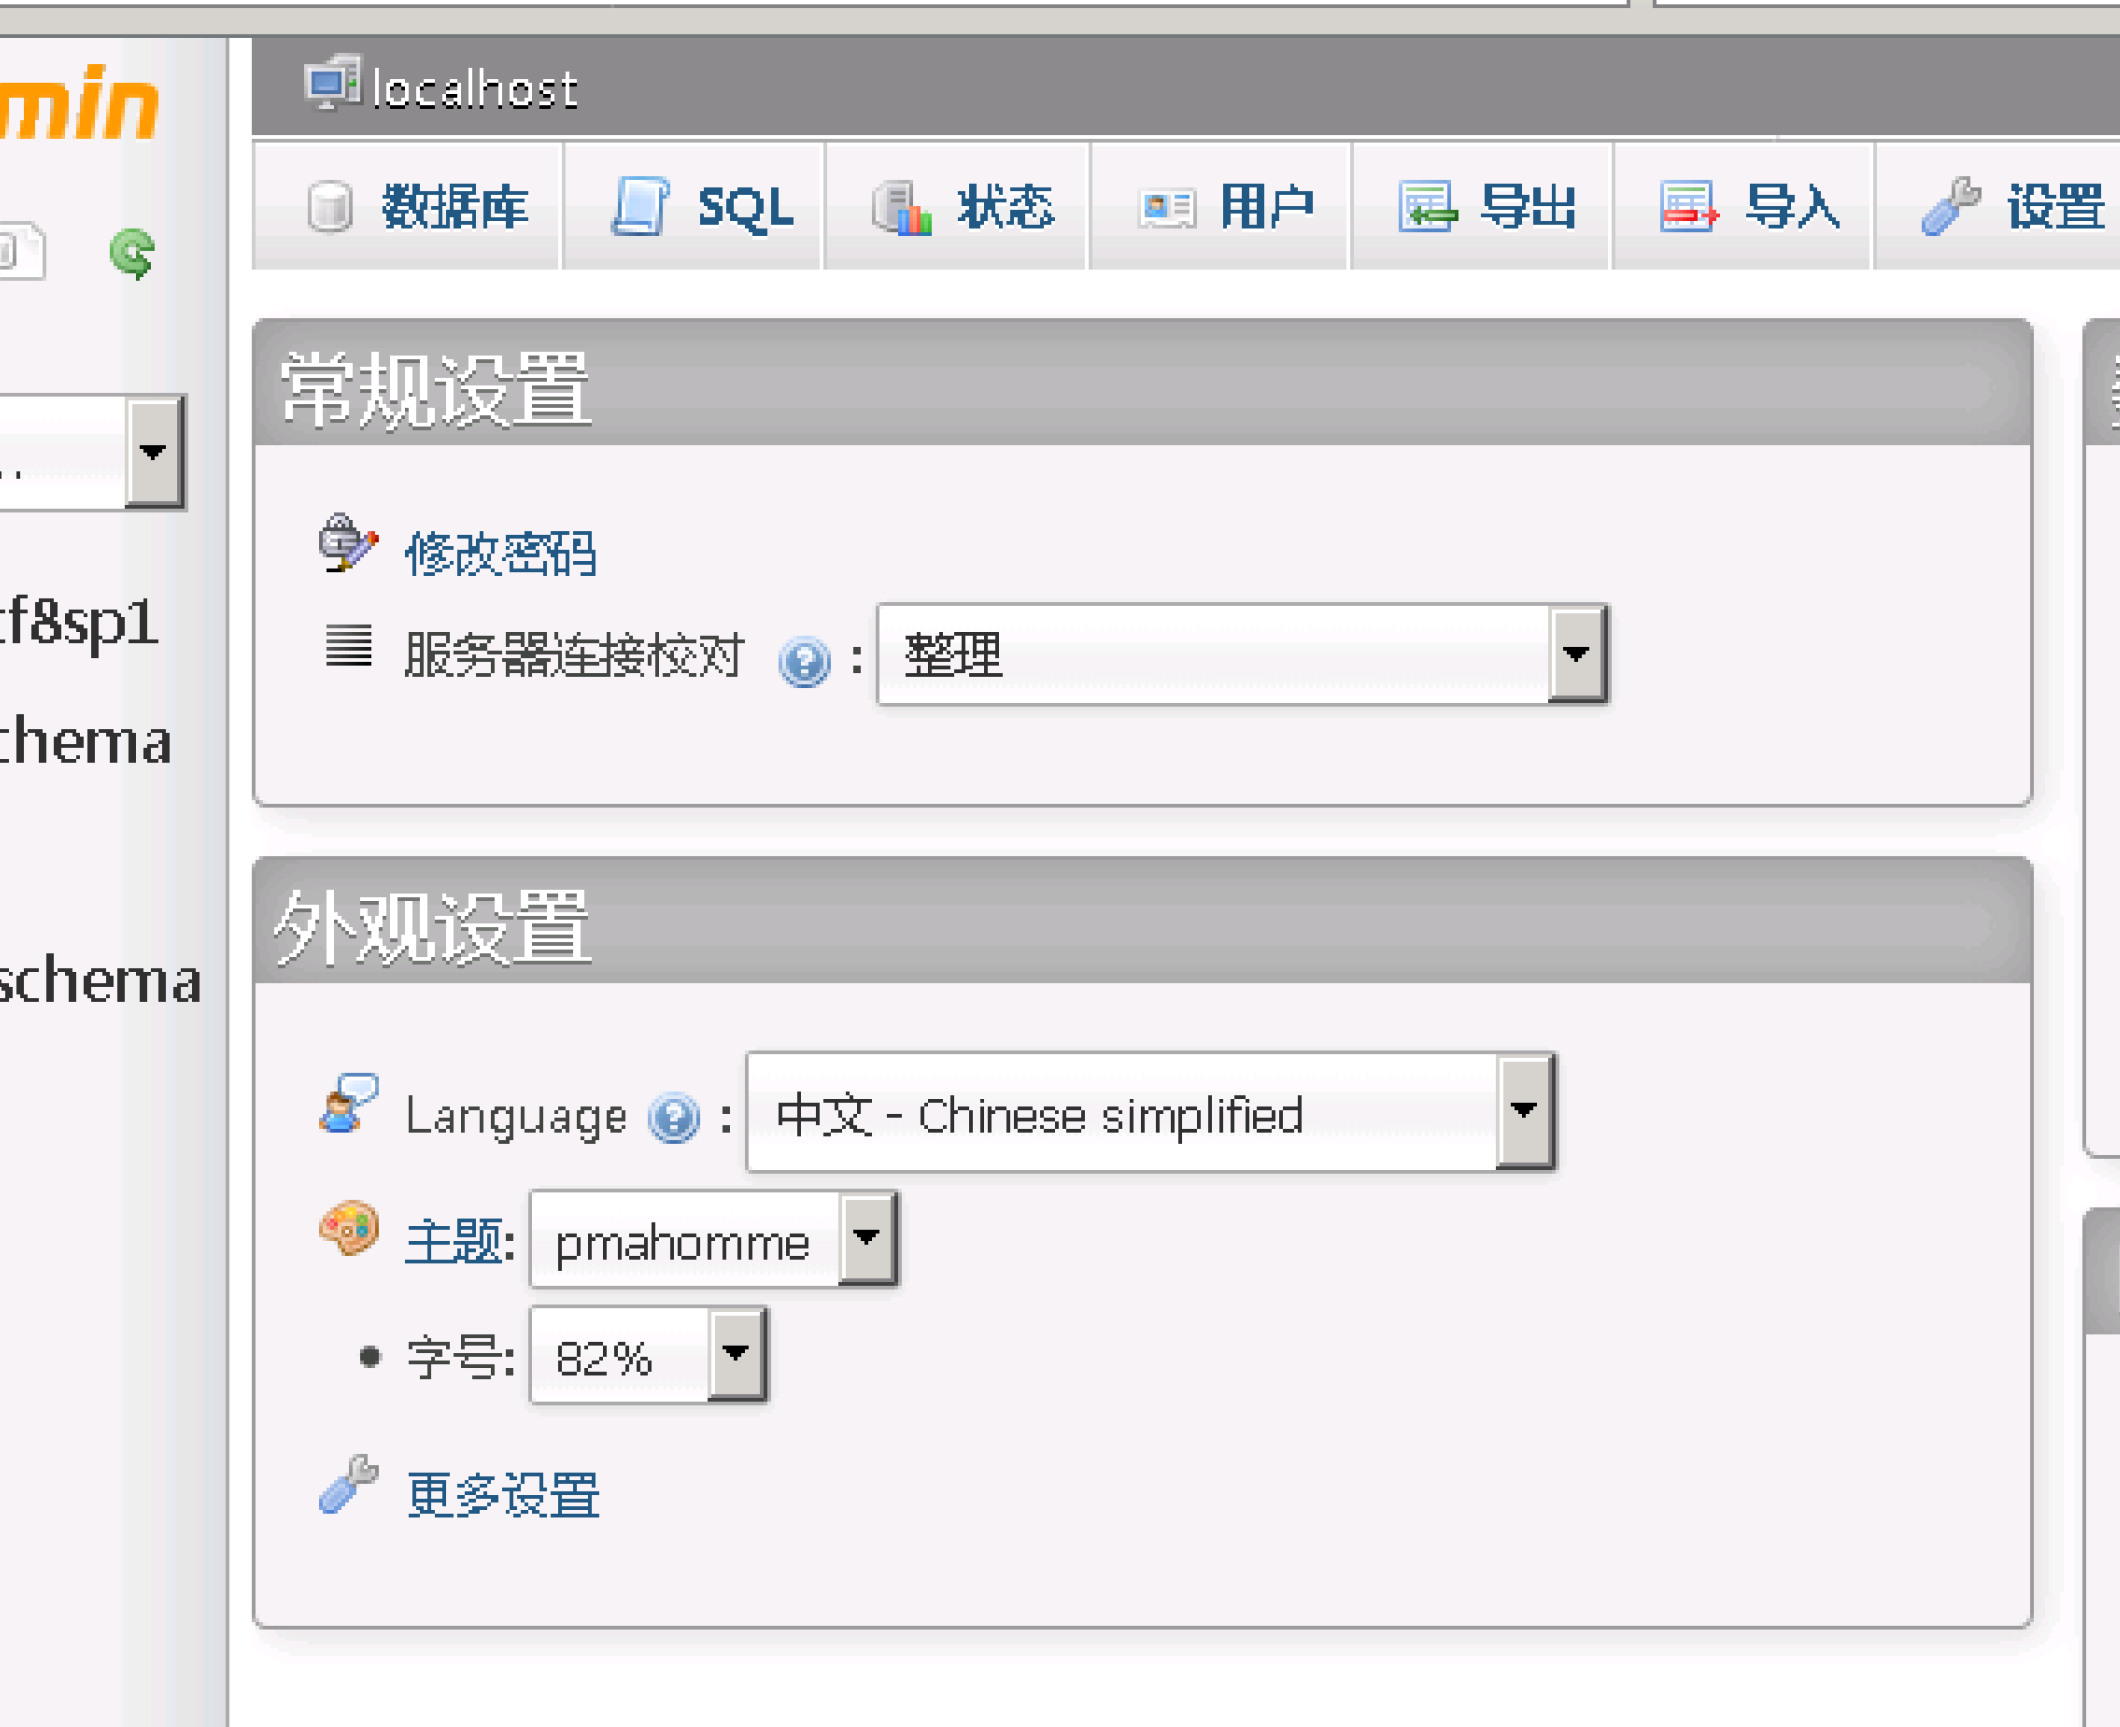 min
localhost
数据库 SQL 状态 用户 导出 导入 设置
常规设置
修改密码
服务器连接校对 : 整理
f8sp1
hema
外观设置
schema
Language : 中文 - Chinese simplified
主题: pmahomme
• 字号: 82%
更多设置